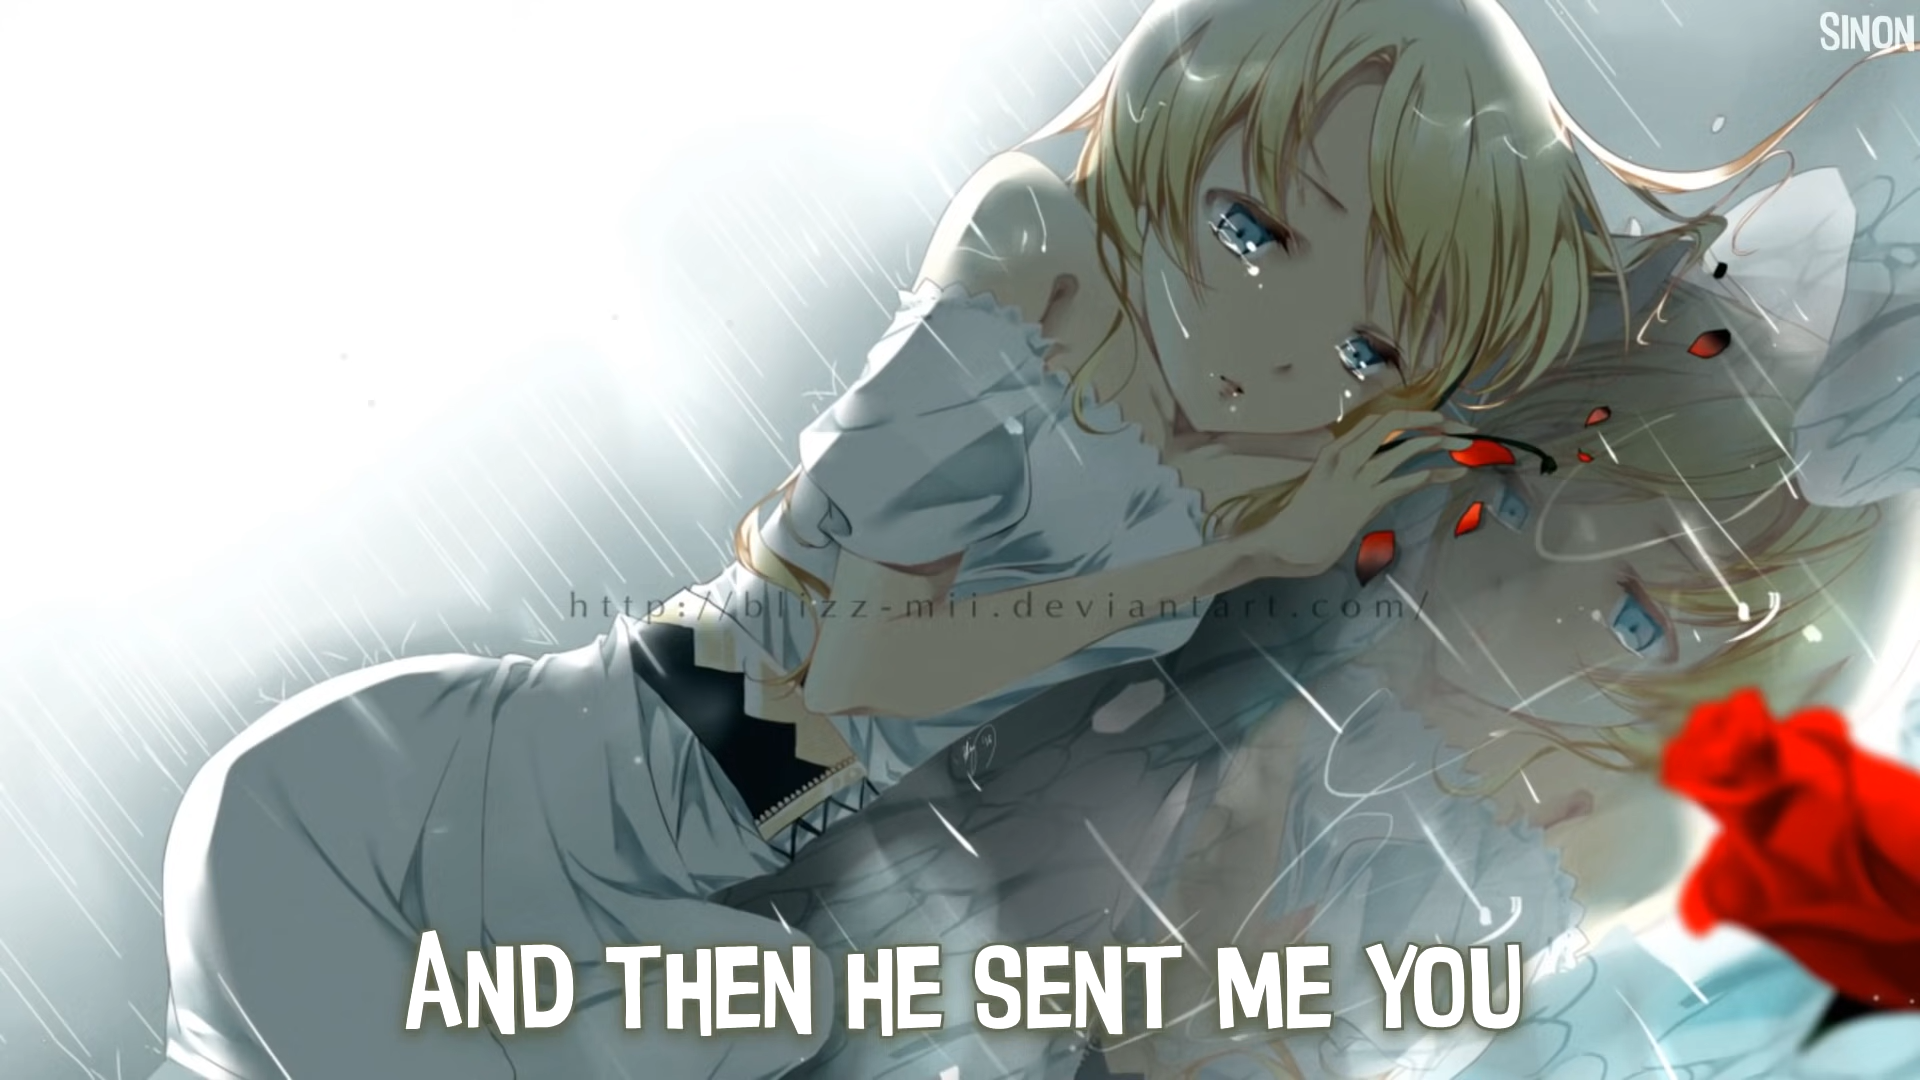 Sinon
http://blizz-mii.deviantart.com/
And then he sent me you